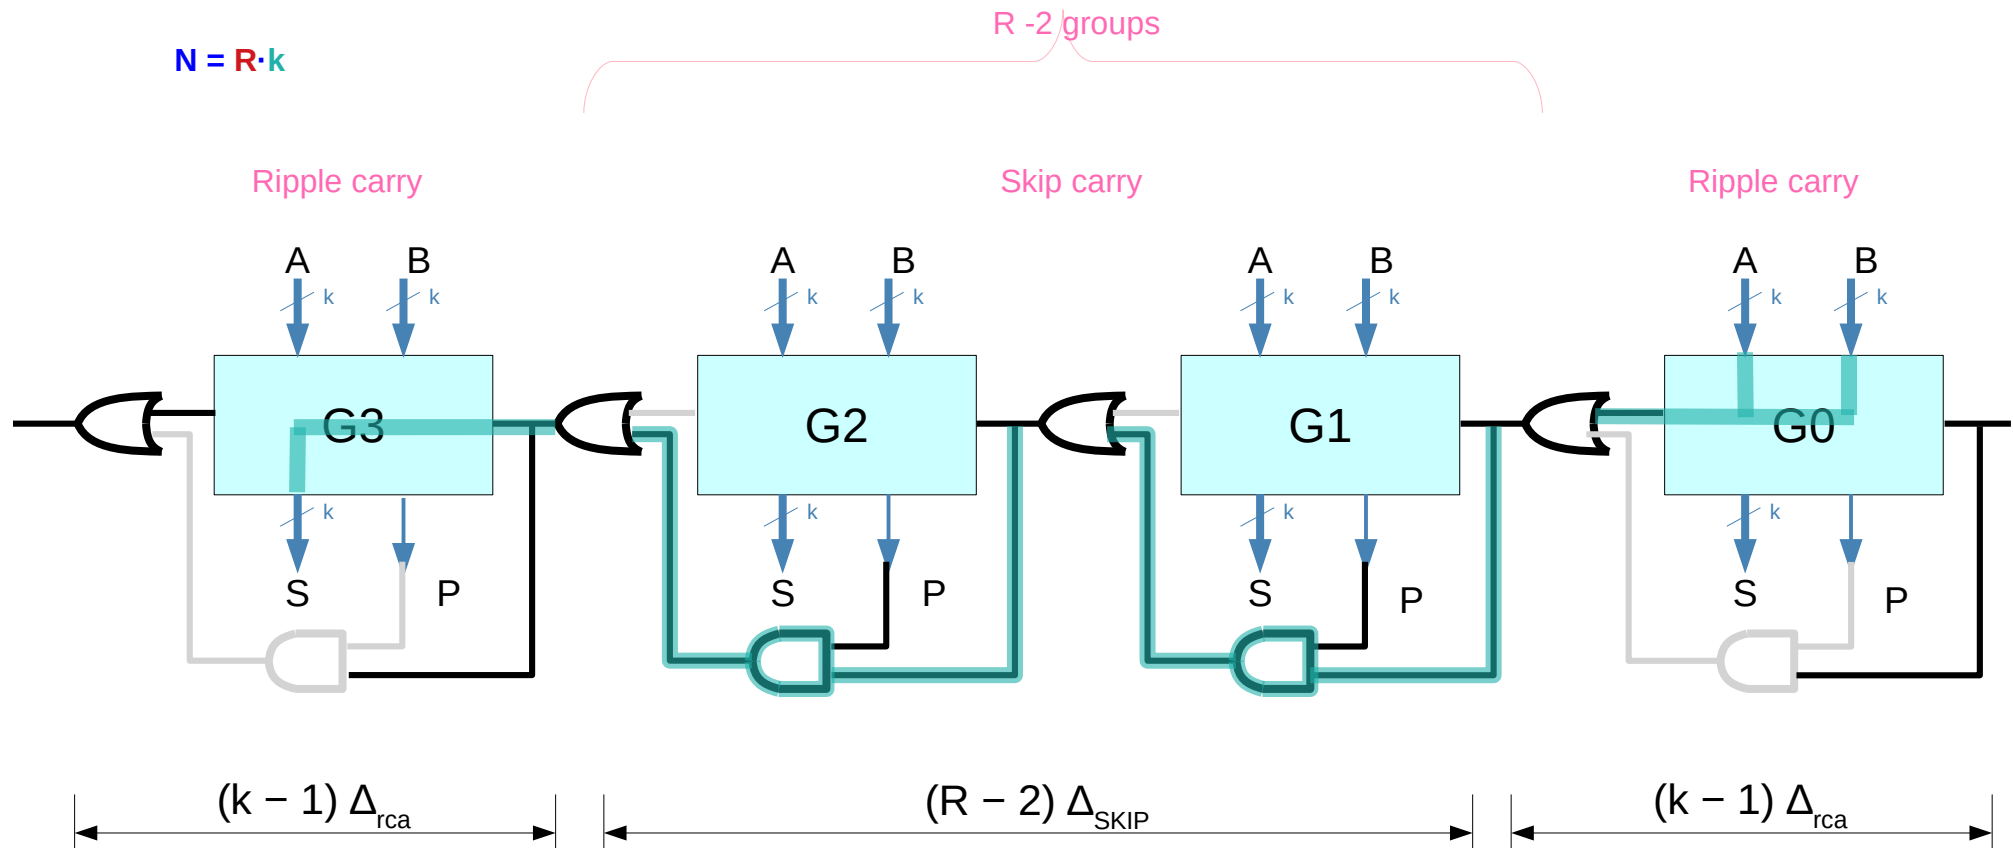 R -2 groups
N = R·k
Ripple carry
Skip carry
Ripple carry
A B A B A B A B
k k k k k k k k
G3 G2 G1 G0
k k k k
S P S P S P S P
(k − 1) Δrca
(R − 2) ΔSKIP
(k − 1) Δrca